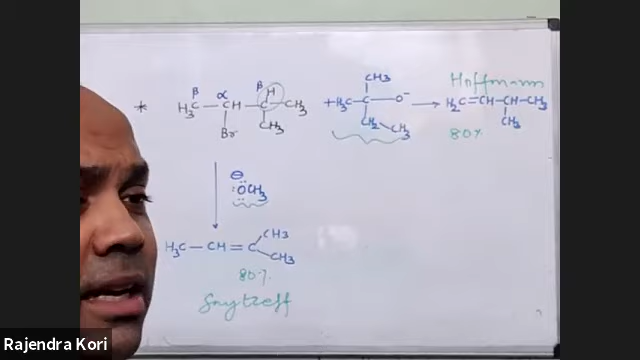 CH3 Hoffmann
β α β H
* H3C — CH — C — CH3 + H3C — C — O⁻ → H2C = CH — CH — CH3
Br CH3 CH2 CH3 CH3
80%
⊖
:ÖCH3
CH3
H3C — CH = C
CH3
80%
Saytzeff
Rajendra Kori